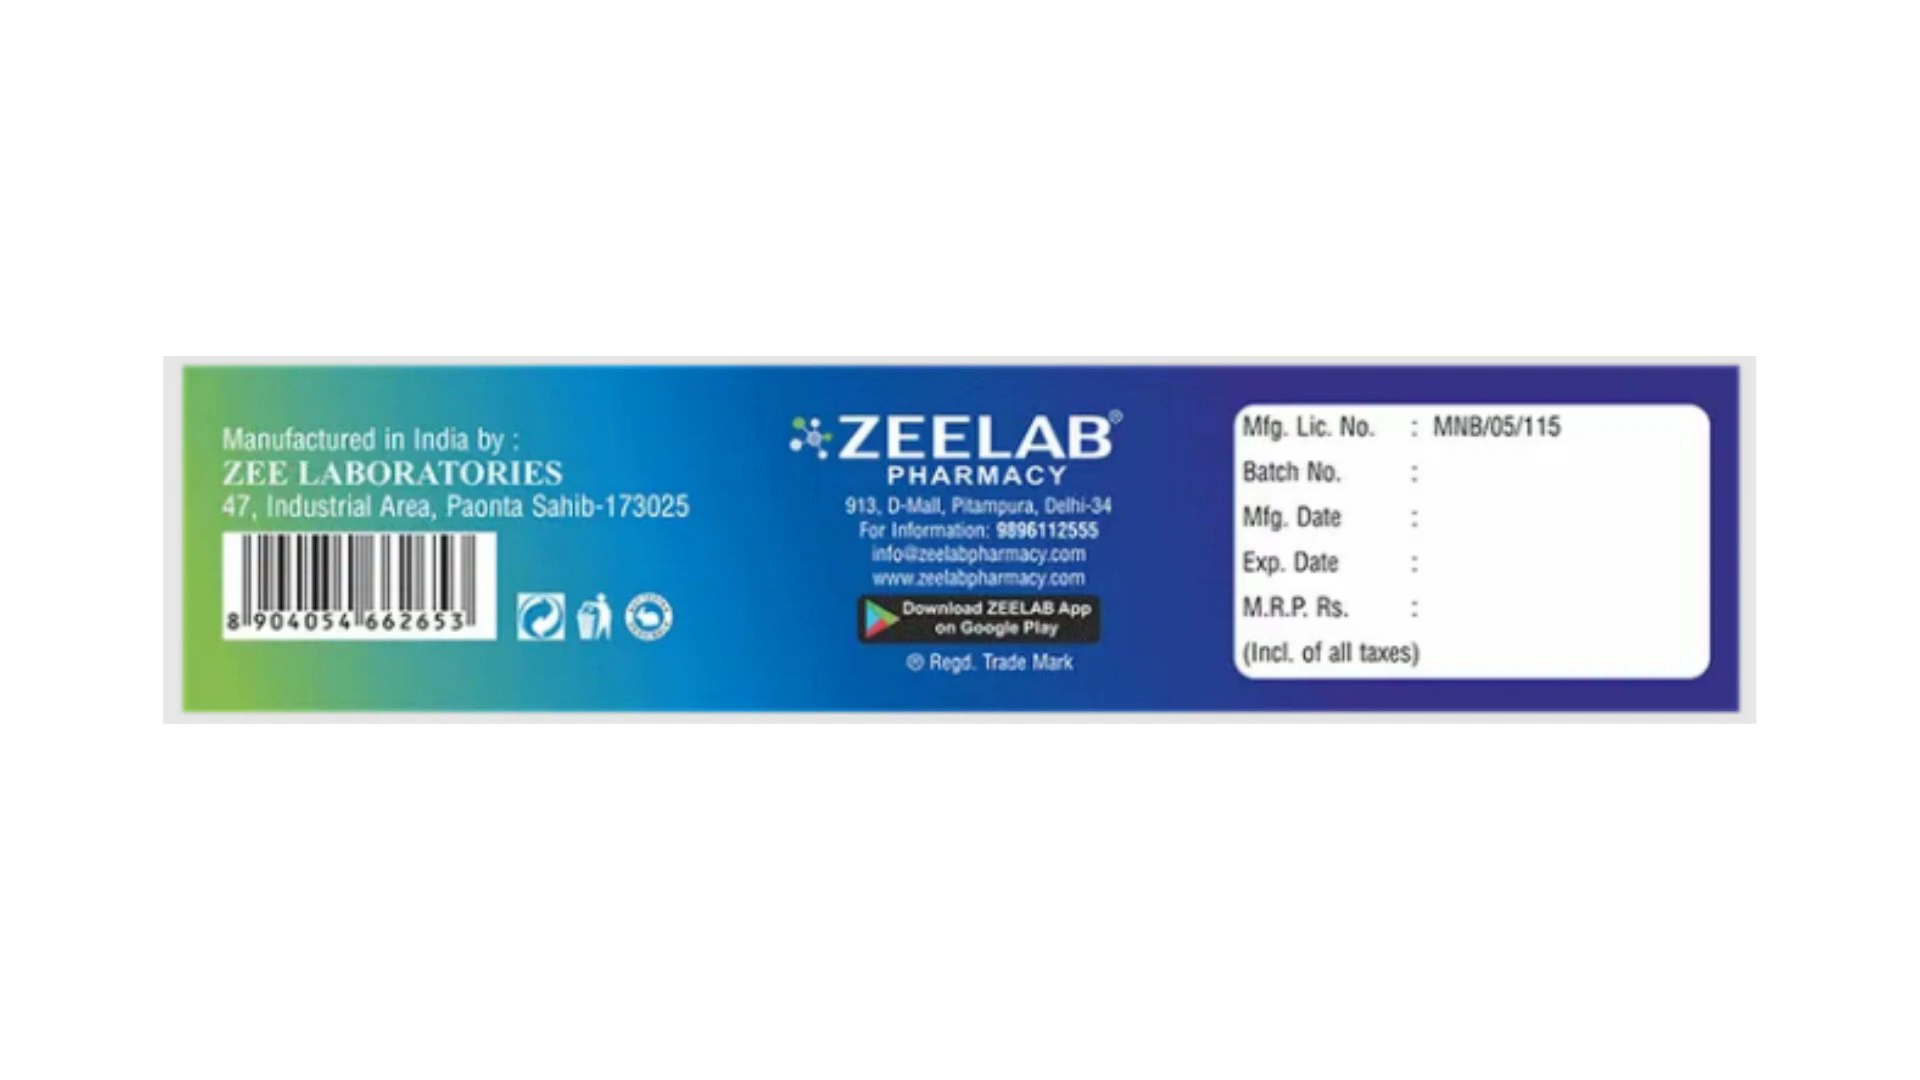 Manufactured in India by :
ZEE LABORATORIES
47, Industrial Area, Paonta Sahib-173025
8 904054 662653
ZEELAB®
PHARMACY
913, D-Mall, Pitampura, Delhi-34
For Information: 9896112555
info@zeelabpharmacy.com
www.zeelabpharmacy.com
Download ZEELAB App
on Google Play
® Regd. Trade Mark
Mfg. Lic. No. : MNB/05/115
Batch No. :
Mfg. Date :
Exp. Date :
M.R.P. Rs. :
(Incl. of all taxes)